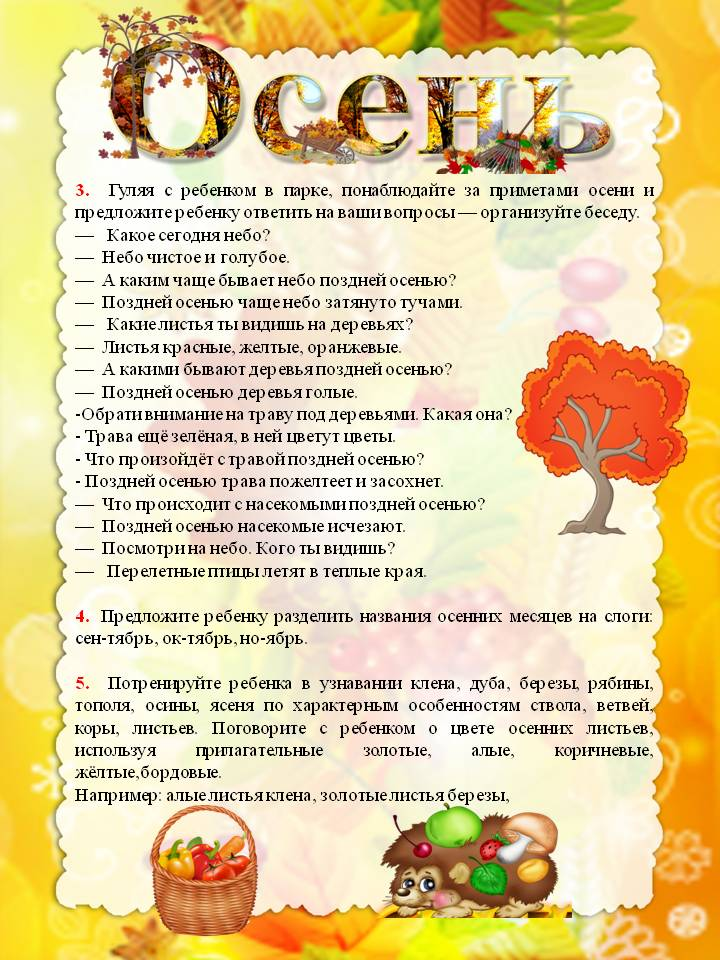 Осень
3. Гуляя с ребенком в парке, понаблюдайте за приметами осени и
предложите ребенку ответить на ваши вопросы — организуйте беседу.
— Какое сегодня небо?
— Небо чистое и голубое.
— А каким чаще бывает небо поздней осенью?
— Поздней осенью чаще небо затянуто тучами.
— Какие листья ты видишь на деревьях?
— Листья красные, желтые, оранжевые.
— А какими бывают деревья поздней осенью?
— Поздней осенью деревья голые.
-Обрати внимание на траву под деревьями. Какая она?
- Трава ещё зелёная, в ней цветут цветы.
- Что произойдёт с травой поздней осенью?
- Поздней осенью трава пожелтеет и засохнет.
— Что происходит с насекомыми поздней осенью?
— Поздней осенью насекомые исчезают.
— Посмотри на небо. Кого ты видишь?
— Перелетные птицы летят в теплые края.
4. Предложите ребенку разделить названия осенних месяцев на слоги:
сен-тябрь, ок-тябрь, но-ябрь.
5. Потренируйте ребенка в узнавании клена, дуба, березы, рябины,
тополя, осины, ясеня по характерным особенностям ствола, ветвей,
коры, листьев. Поговорите с ребенком о цвете осенних листьев,
используя прилагательные золотые, алые, коричневые,
жёлтые,бордовые.
Например: алые листья клена, золотые листья березы,